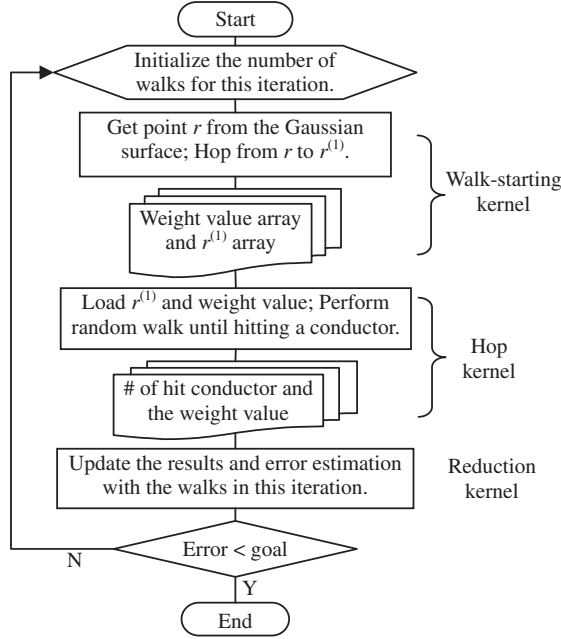 Start
Initialize the number of
walks for this iteration.
Get point r from the Gaussian
surface; Hop from r to r^(1).
Walk-starting
kernel
Weight value array
and r^(1) array
Load r^(1) and weight value; Perform
random walk until hitting a conductor.
Hop
kernel
# of hit conductor and
the weight value
Update the results and error estimation
with the walks in this iteration.
Reduction
kernel
Error < goal
N
Y
End